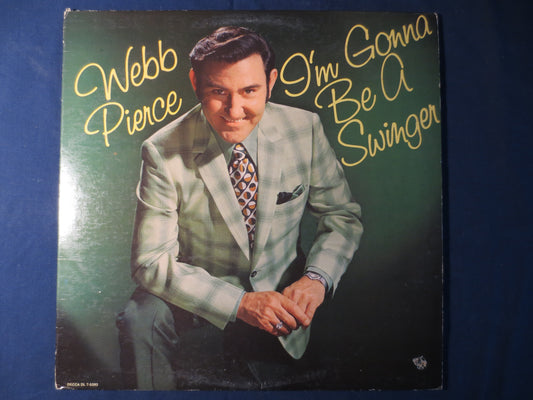 Webb
Pierce
I'm Gonna
Be A
Swinger